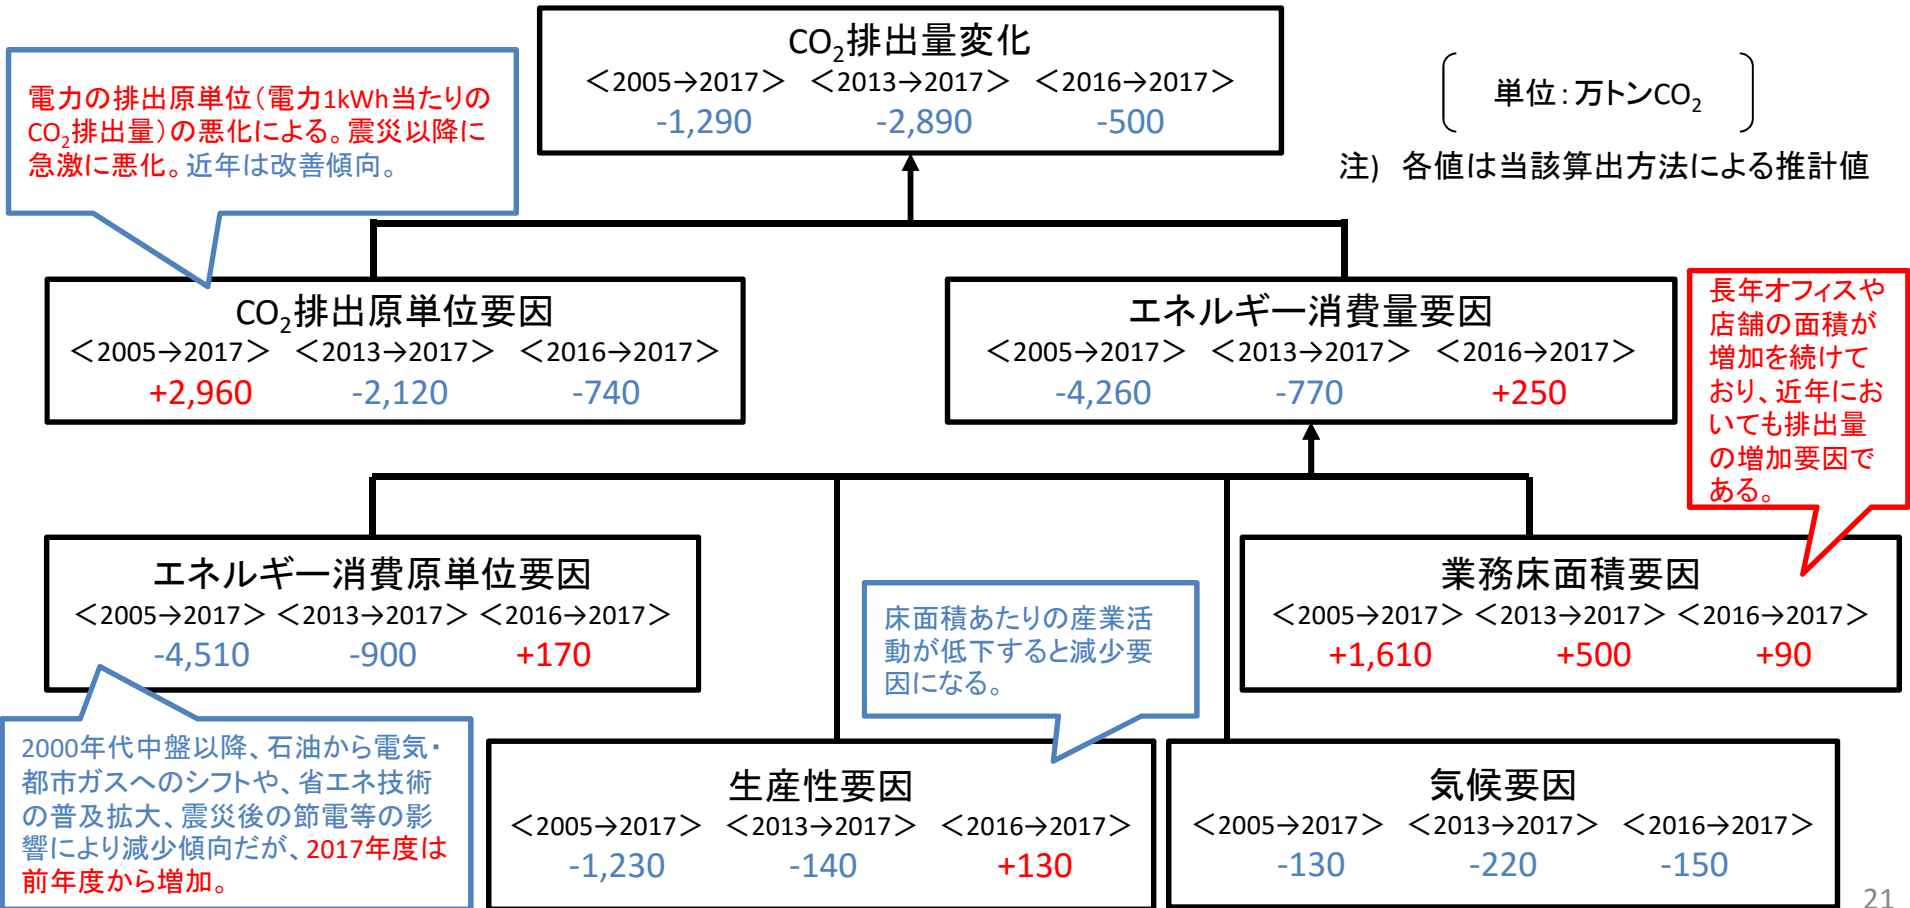 CO₂排出量変化
＜2005→2017＞ ＜2013→2017＞ ＜2016→2017＞
-1,290 -2,890 -500
単位：万トンCO₂
注) 各値は当該算出方法による推計値
電力の排出原単位（電力1kWh当たりの
CO₂排出量）の悪化による。震災以降に
急激に悪化。近年は改善傾向。
CO₂排出原単位要因
＜2005→2017＞ ＜2013→2017＞ ＜2016→2017＞
+2,960 -2,120 -740
エネルギー消費量要因
＜2005→2017＞ ＜2013→2017＞ ＜2016→2017＞
-4,260 -770 +250
長年オフィスや
店舗の面積が
増加を続けて
おり、近年にお
いても排出量
の増加要因で
ある。
エネルギー消費原単位要因
＜2005→2017＞ ＜2013→2017＞ ＜2016→2017＞
-4,510 -900 +170
床面積あたりの産業活
動が低下すると減少要
因になる。
業務床面積要因
＜2005→2017＞ ＜2013→2017＞ ＜2016→2017＞
+1,610 +500 +90
2000年代中盤以降、石油から電気・
都市ガスへのシフトや、省エネ技術
の普及拡大、震災後の節電等の影
響により減少傾向だが、2017年度は
前年度から増加。
生産性要因
＜2005→2017＞ ＜2013→2017＞ ＜2016→2017＞
-1,230 -140 +130
気候要因
＜2005→2017＞ ＜2013→2017＞ ＜2016→2017＞
-130 -220 -150
21